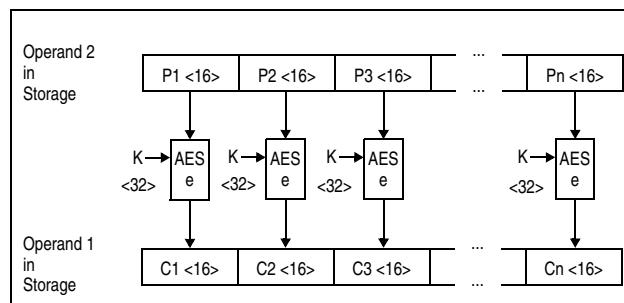 Operand 2
in
Storage
P1 <16> P2 <16> P3 <16> ... ... Pn <16>
K AES e K AES e K AES e K AES e
<32> <32> <32> <32>
Operand 1
in
Storage
C1 <16> C2 <16> C3 <16> ... ... Cn <16>